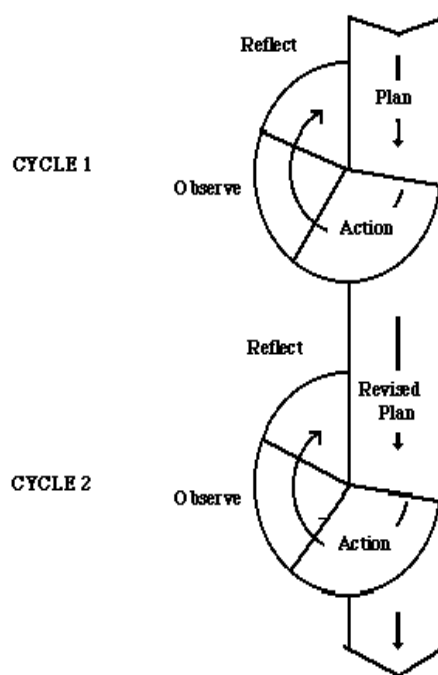 Reflect
Plan
CYCLE 1
Observe
Action
Reflect
Revised
Plan
CYCLE 2
Observe
Action